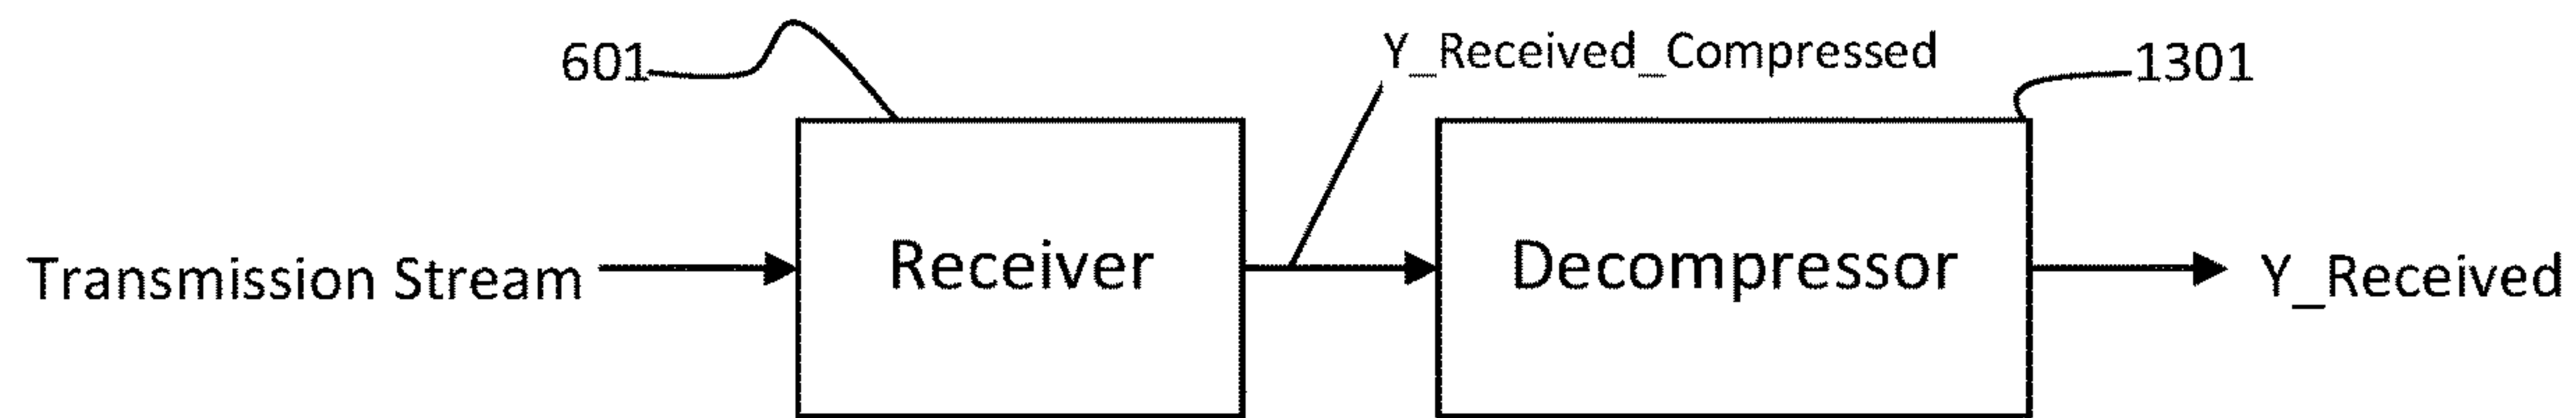 601
Y_Received_Compressed
1301
Transmission Stream
Receiver
Decompressor
Y_Received